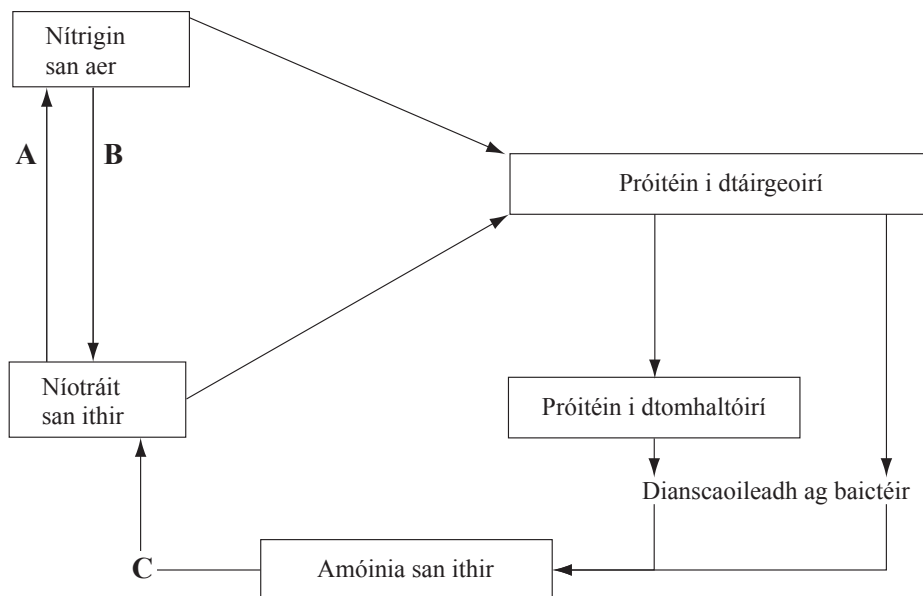 Nítrigin
san aer
A
B
Próitéin i dtáirgeoirí
Níotráit
san ithir
Próitéin i dtomhaltóirí
Dianscaoileadh ag baictéir
C
Amóinia san ithir